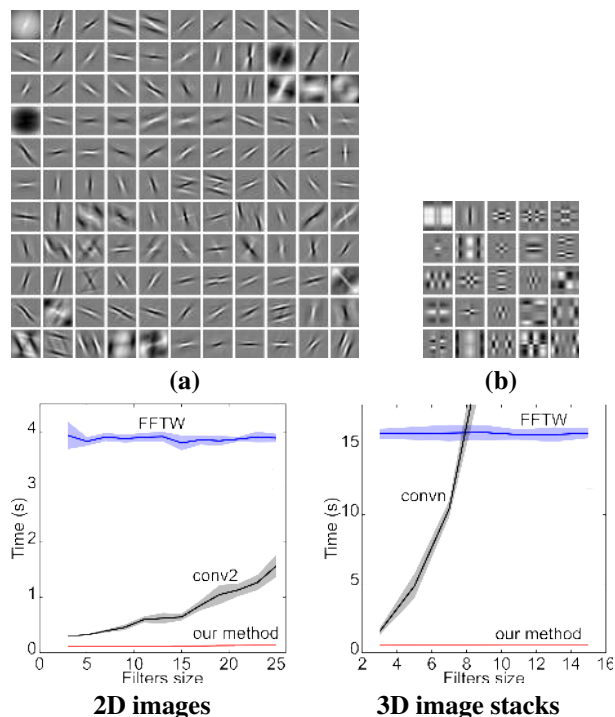 (a)
(b)
4
3
2
1
0
Time (s)
FFTW
conv2
our method
0 5 10 15 20 25
Filters size
2D images
15
10
5
0
Time (s)
FFTW
convn
our method
2 4 6 8 10 12 14 16
Filters size
3D image stacks